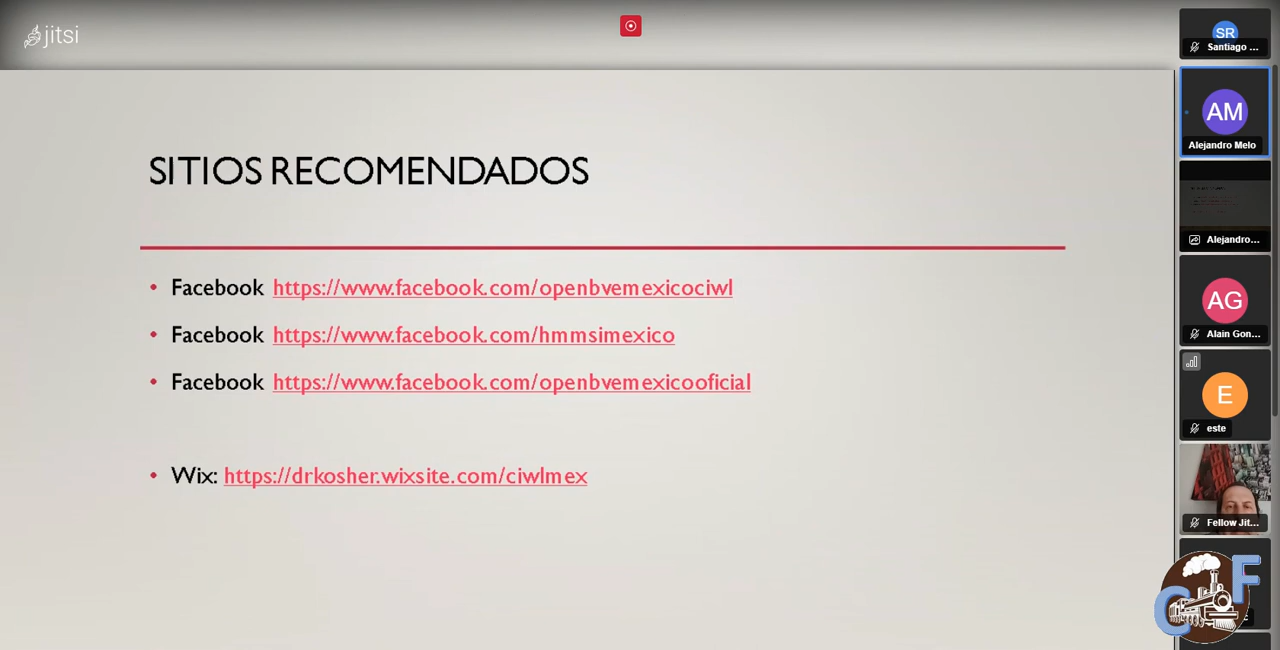 jitsi
SITIOS RECOMENDADOS
• Facebook https://www.facebook.com/openbvemexicociwl
• Facebook https://www.facebook.com/hmmsimexico
• Facebook https://www.facebook.com/openbvemexicooficial
• Wix: https://drkosher.wixsite.com/ciwlmex
SR
Santiago ...
AM
Alejandro Melo
Alejandro...
AG
Alain Gon...
E
este
Fellow Jit...
C F